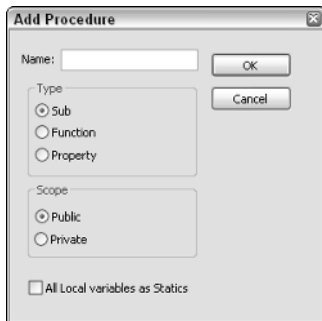 Add Procedure
Name:
OK
Cancel
Type
Sub
Function
Property
Scope
Public
Private
All Local variables as Statics